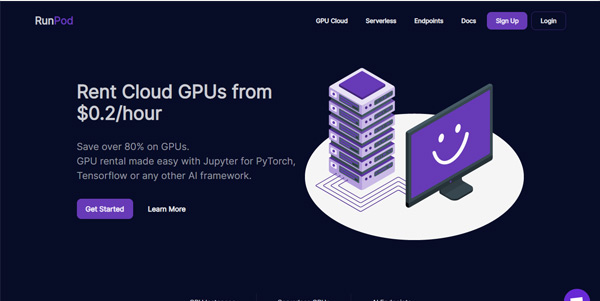 RunPod
GPU Cloud
Serverless
Endpoints
Docs
Sign Up
Login
Rent Cloud GPUs from
$0.2/hour
Save over 80% on GPUs.
GPU rental made easy with Jupyter for PyTorch,
Tensorflow or any other AI framework.
Get Started
Learn More